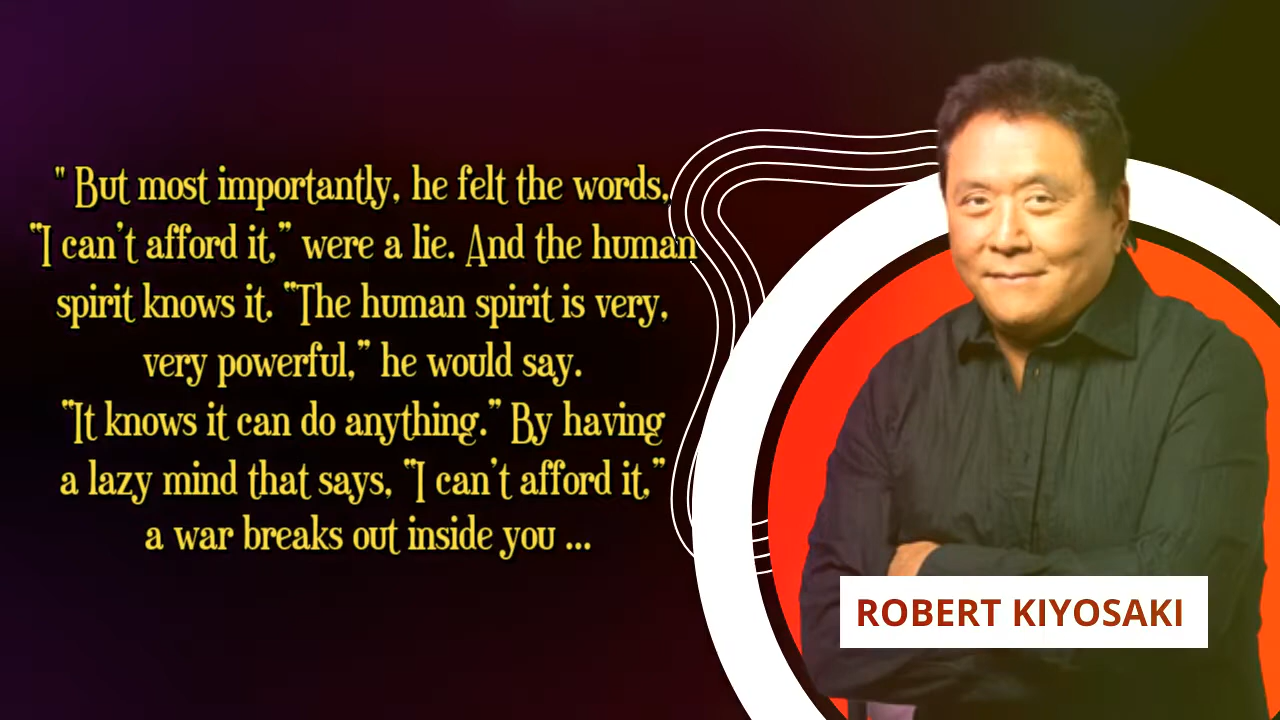 " But most importantly, he felt the words,
“I can’t afford it,” were a lie. And the human
spirit knows it. “The human spirit is very,
very powerful,” he would say.
“It knows it can do anything.” By having
a lazy mind that says, “I can’t afford it,”
a war breaks out inside you ...
ROBERT KIYOSAKI